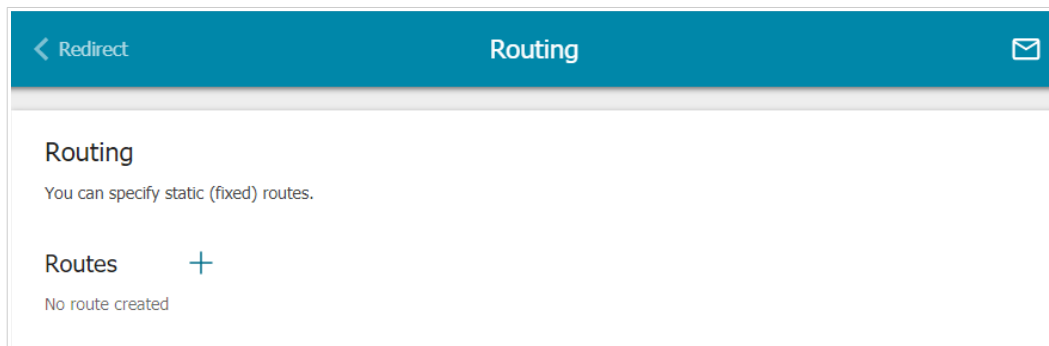 Redirect
Routing
Routing
You can specify static (fixed) routes.
Routes
No route created